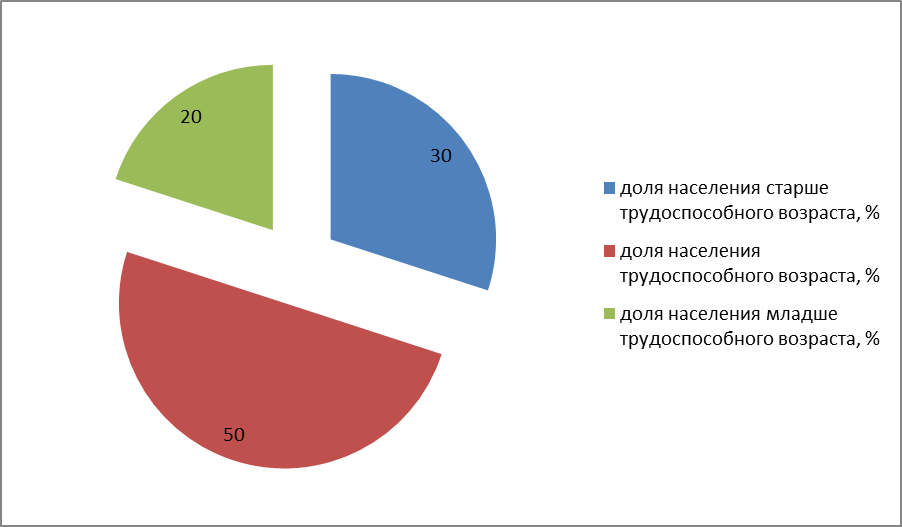 20
30
50
доля населения старше
трудоспособного возраста, %
доля населения
трудоспособного возраста, %
доля населения младше
трудоспособного возраста, %